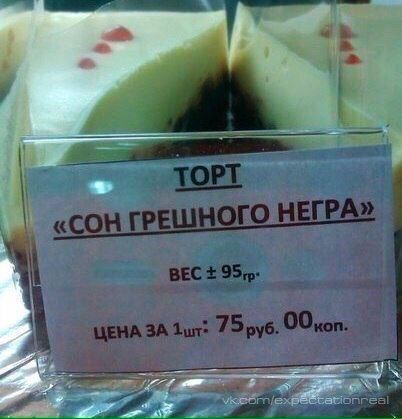 ТОРТ
«СОН ГРЕШНОГО НЕГРА»
ВЕС ± 95гр.
ЦЕНА ЗА 1шт: 75руб. 00коп.
vk.com/expectationreal